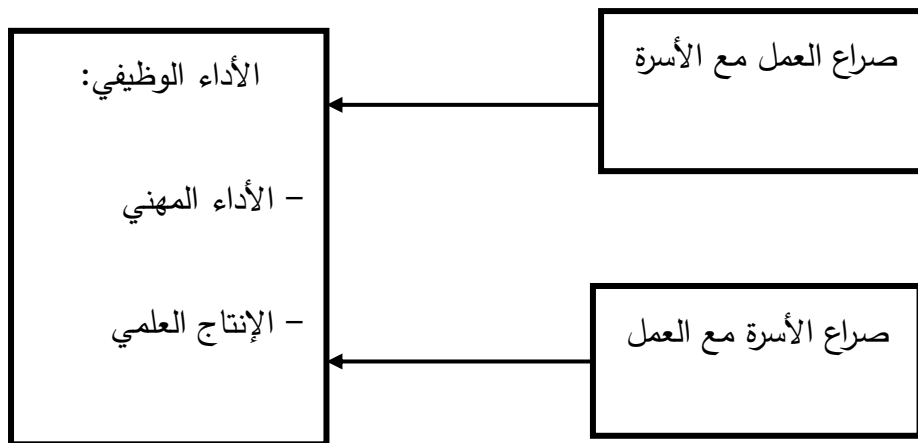 صراع العمل مع الأسرة
الأداء الوظيفي:
– الأداء المهني
– الإنتاج العلمي
صراع الأسرة مع العمل